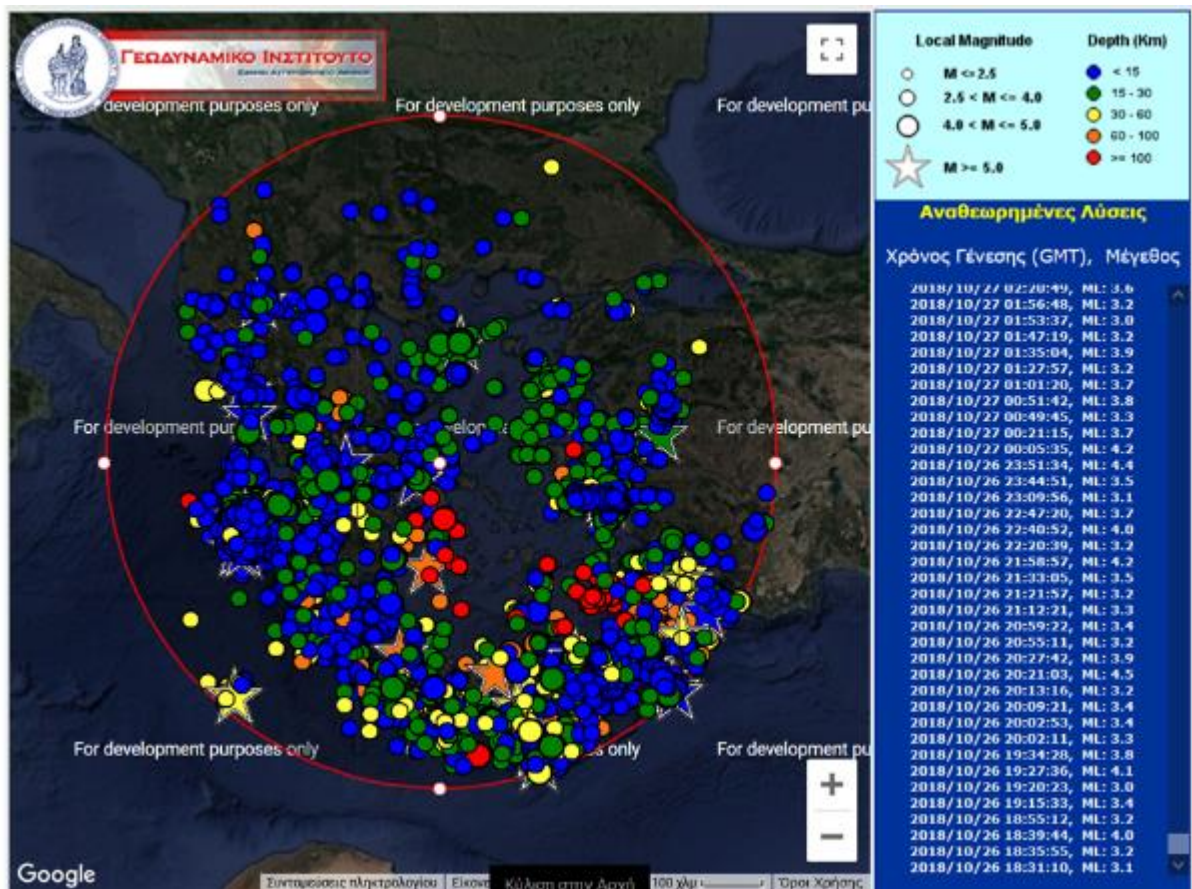 ΓΕΩΔΥΝΑΜΙΚΟ ΙΝΣΤΙΤΟΥΤΟ
For development purposes only
For development purposes only
For development pu
For development pur
For development pu
For development purposes only
es only
For development pu
Google
Συντομεύσεις πληκτρολογίου
Εικον
Κύλιση στην Αρχή
100 χλμ
Όροι Χρήσης
Local Magnitude
Depth (Km)
M <=2.5
2.5 < M <= 4.0
4.0 < M <= 5.0
M >= 5.0
< 15
15 - 30
30 - 60
60 - 100
>= 100
Αναθεωρημένες Λύσεις
Χρόνος Γένεσης (GMT), Μέγεθος
2018/10/27 02:20:49, ML: 3.6
2018/10/27 01:56:48, ML: 3.2
2018/10/27 01:53:37, ML: 3.0
2018/10/27 01:47:19, ML: 3.2
2018/10/27 01:35:04, ML: 3.9
2018/10/27 01:27:57, ML: 3.2
2018/10/27 01:01:20, ML: 3.7
2018/10/27 00:51:42, ML: 3.8
2018/10/27 00:49:45, ML: 3.3
2018/10/27 00:21:15, ML: 3.7
2018/10/27 00:05:35, ML: 4.2
2018/10/26 23:51:34, ML: 4.4
2018/10/26 23:44:51, ML: 3.5
2018/10/26 23:09:56, ML: 3.1
2018/10/26 22:47:20, ML: 3.7
2018/10/26 22:40:52, ML: 4.0
2018/10/26 22:20:39, ML: 3.2
2018/10/26 21:58:57, ML: 4.2
2018/10/26 21:33:05, ML: 3.5
2018/10/26 21:21:57, ML: 3.2
2018/10/26 21:12:21, ML: 3.3
2018/10/26 20:59:22, ML: 3.4
2018/10/26 20:55:11, ML: 3.2
2018/10/26 20:27:42, ML: 3.9
2018/10/26 20:21:03, ML: 4.5
2018/10/26 20:13:16, ML: 3.2
2018/10/26 20:09:21, ML: 3.4
2018/10/26 20:02:53, ML: 3.4
2018/10/26 20:02:11, ML: 3.3
2018/10/26 19:34:28, ML: 3.8
2018/10/26 19:27:36, ML: 4.1
2018/10/26 19:20:23, ML: 3.0
2018/10/26 19:15:33, ML: 3.4
2018/10/26 18:55:12, ML: 3.2
2018/10/26 18:39:44, ML: 4.0
2018/10/26 18:35:55, ML: 3.2
2018/10/26 18:31:10, ML: 3.1